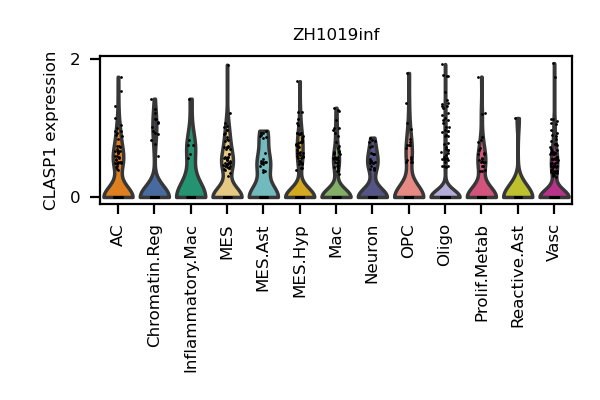 ZH1019inf
CLASP1 expression
2
0
AC
Chromatin.Reg
Inflammatory.Mac
MES
MES.Ast
MES.Hyp
Mac
Neuron
OPC
Oligo
Prolif.Metab
Reactive.Ast
Vasc